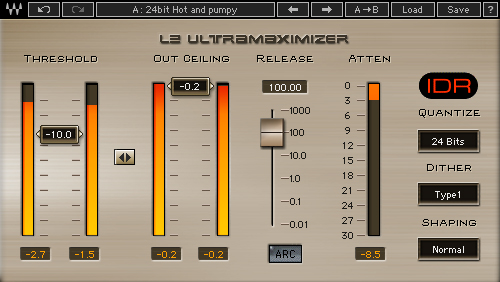 A: 24bit Hot and pumpy A→B Load Save ?
L2 ULTRAMAXIMIZER
THRESHOLD OUT CEILING RELEASE ATTEN
IDR
100.00
-0.2
-10.0
1000
100
10.0
1.0
0.1
0.01
0
3
6
9
12
15
18
21
24
27
30
QUANTIZE
24 Bits
DITHER
Type1
SHAPING
Normal
-2.7 -1.5 -0.2 -0.2 ARC -8.5